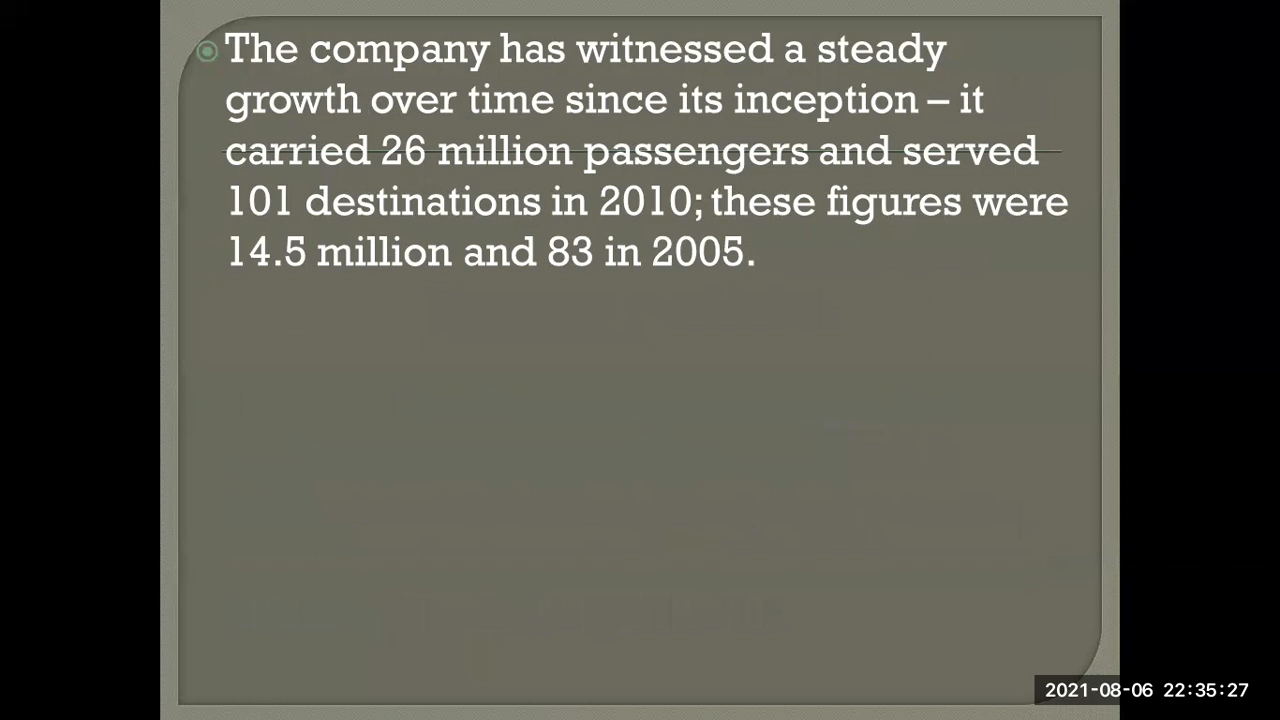 The company has witnessed a steady
growth over time since its inception – it
carried 26 million passengers and served
101 destinations in 2010; these figures were
14.5 million and 83 in 2005.
2021-08-06 22:35:27